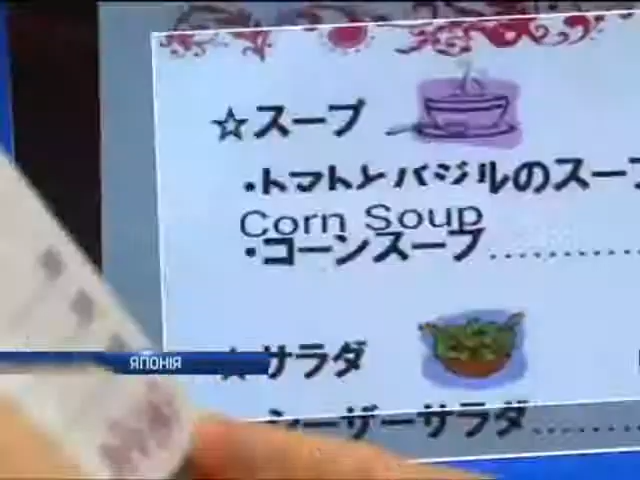 ☆スープ
・トマトとバジルのスープ
Corn Soup
・コーンスープ..............
ЯПОНІЯ
☆サラダ
シーザーサラダ.........